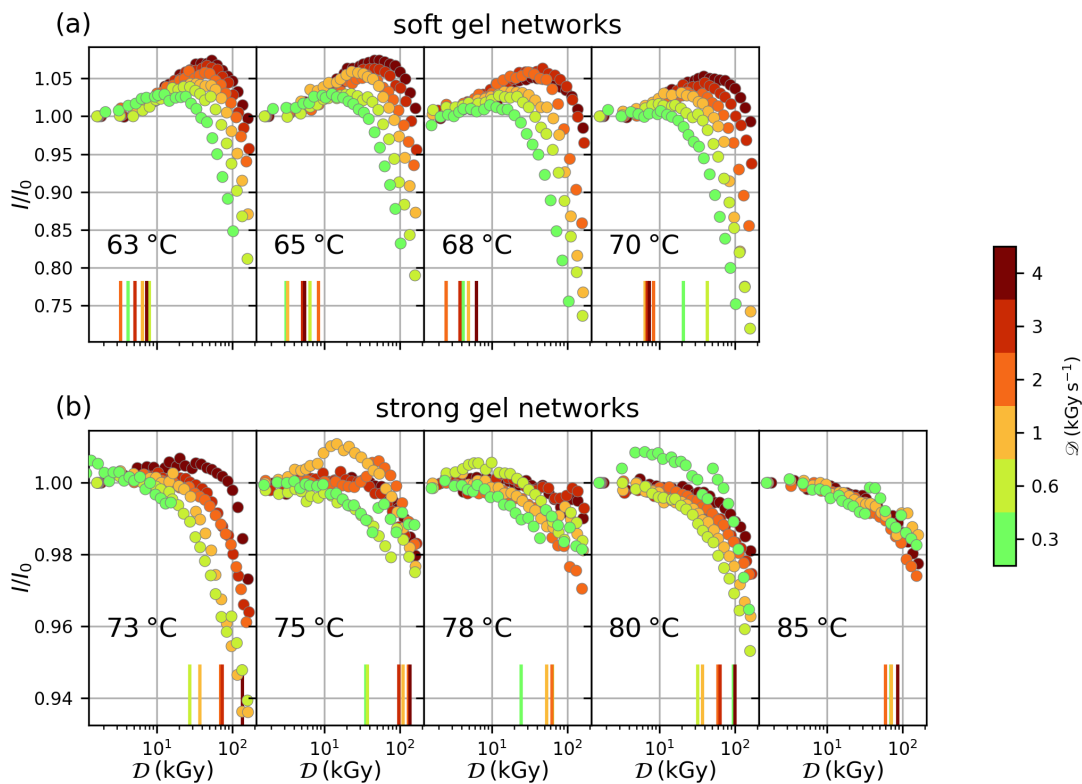 (a) soft gel networks
1.05
1.00
0.95
0.90
0.85
0.80
0.75
I/I₀
63 °C 65 °C 68 °C 70 °C
4
3
2
1
0.6
0.3
𝒟̇ (kGy s⁻¹)
(b) strong gel networks
1.00
0.98
0.96
0.94
I/I₀
73 °C 75 °C 78 °C 80 °C 85 °C
10¹ 10² 10¹ 10² 10¹ 10² 10¹ 10² 10¹ 10²
𝒟 (kGy) 𝒟 (kGy) 𝒟 (kGy) 𝒟 (kGy) 𝒟 (kGy)